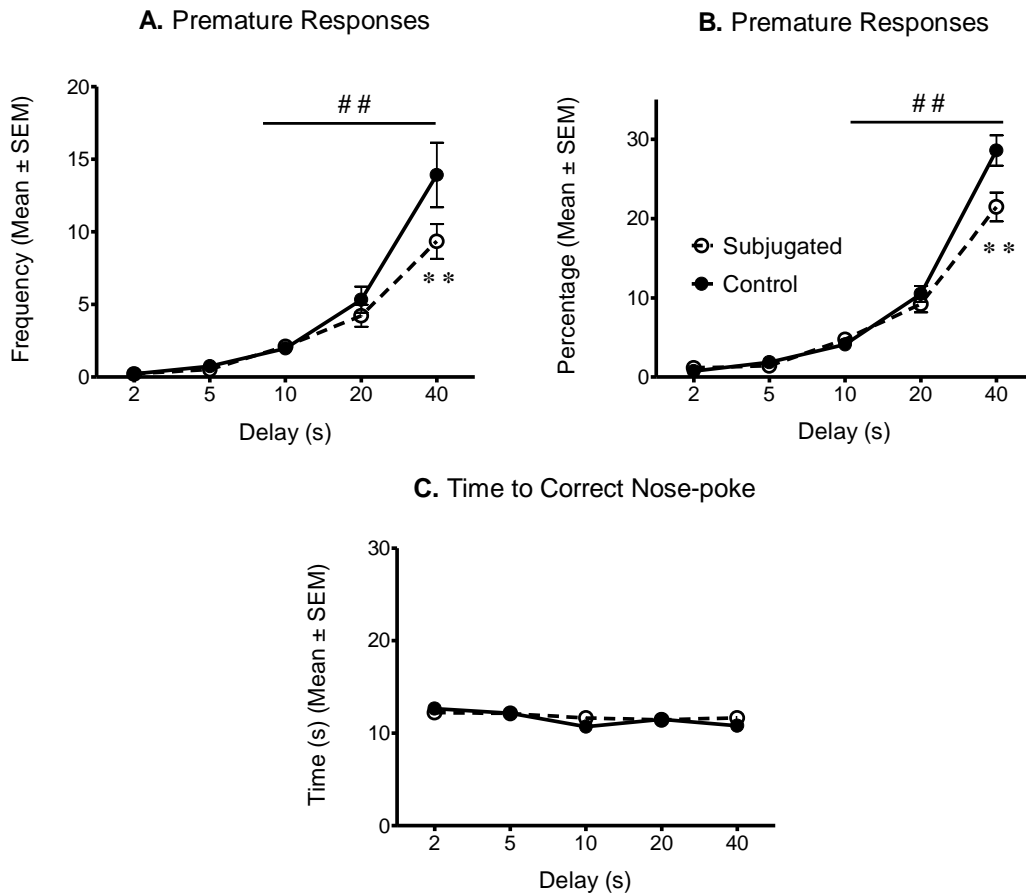 A. Premature Responses
Frequency (Mean ± SEM)
20
15
10
5
0
# #
* *
2 5 10 20 40
Delay (s)
B. Premature Responses
Percentage (Mean ± SEM)
30
20
10
0
# #
Subjugated
Control
* *
2 5 10 20 40
Delay (s)
C. Time to Correct Nose-poke
Time (s) (Mean ± SEM)
30
20
10
0
2 5 10 20 40
Delay (s)